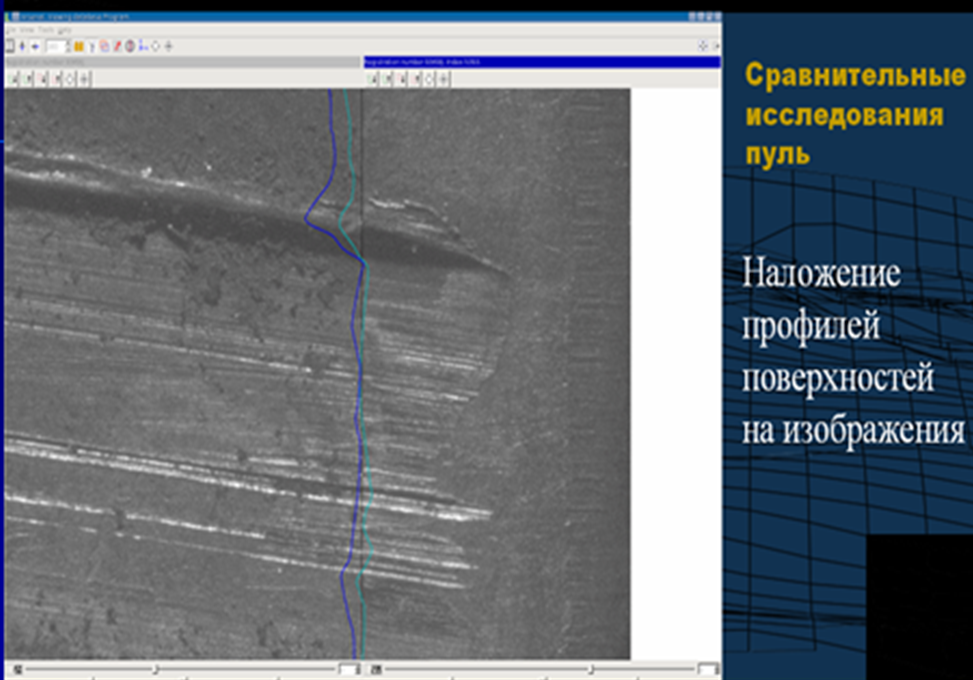 Сравнительные
исследования
пуль
Наложение
профилей
поверхностей
на изображения